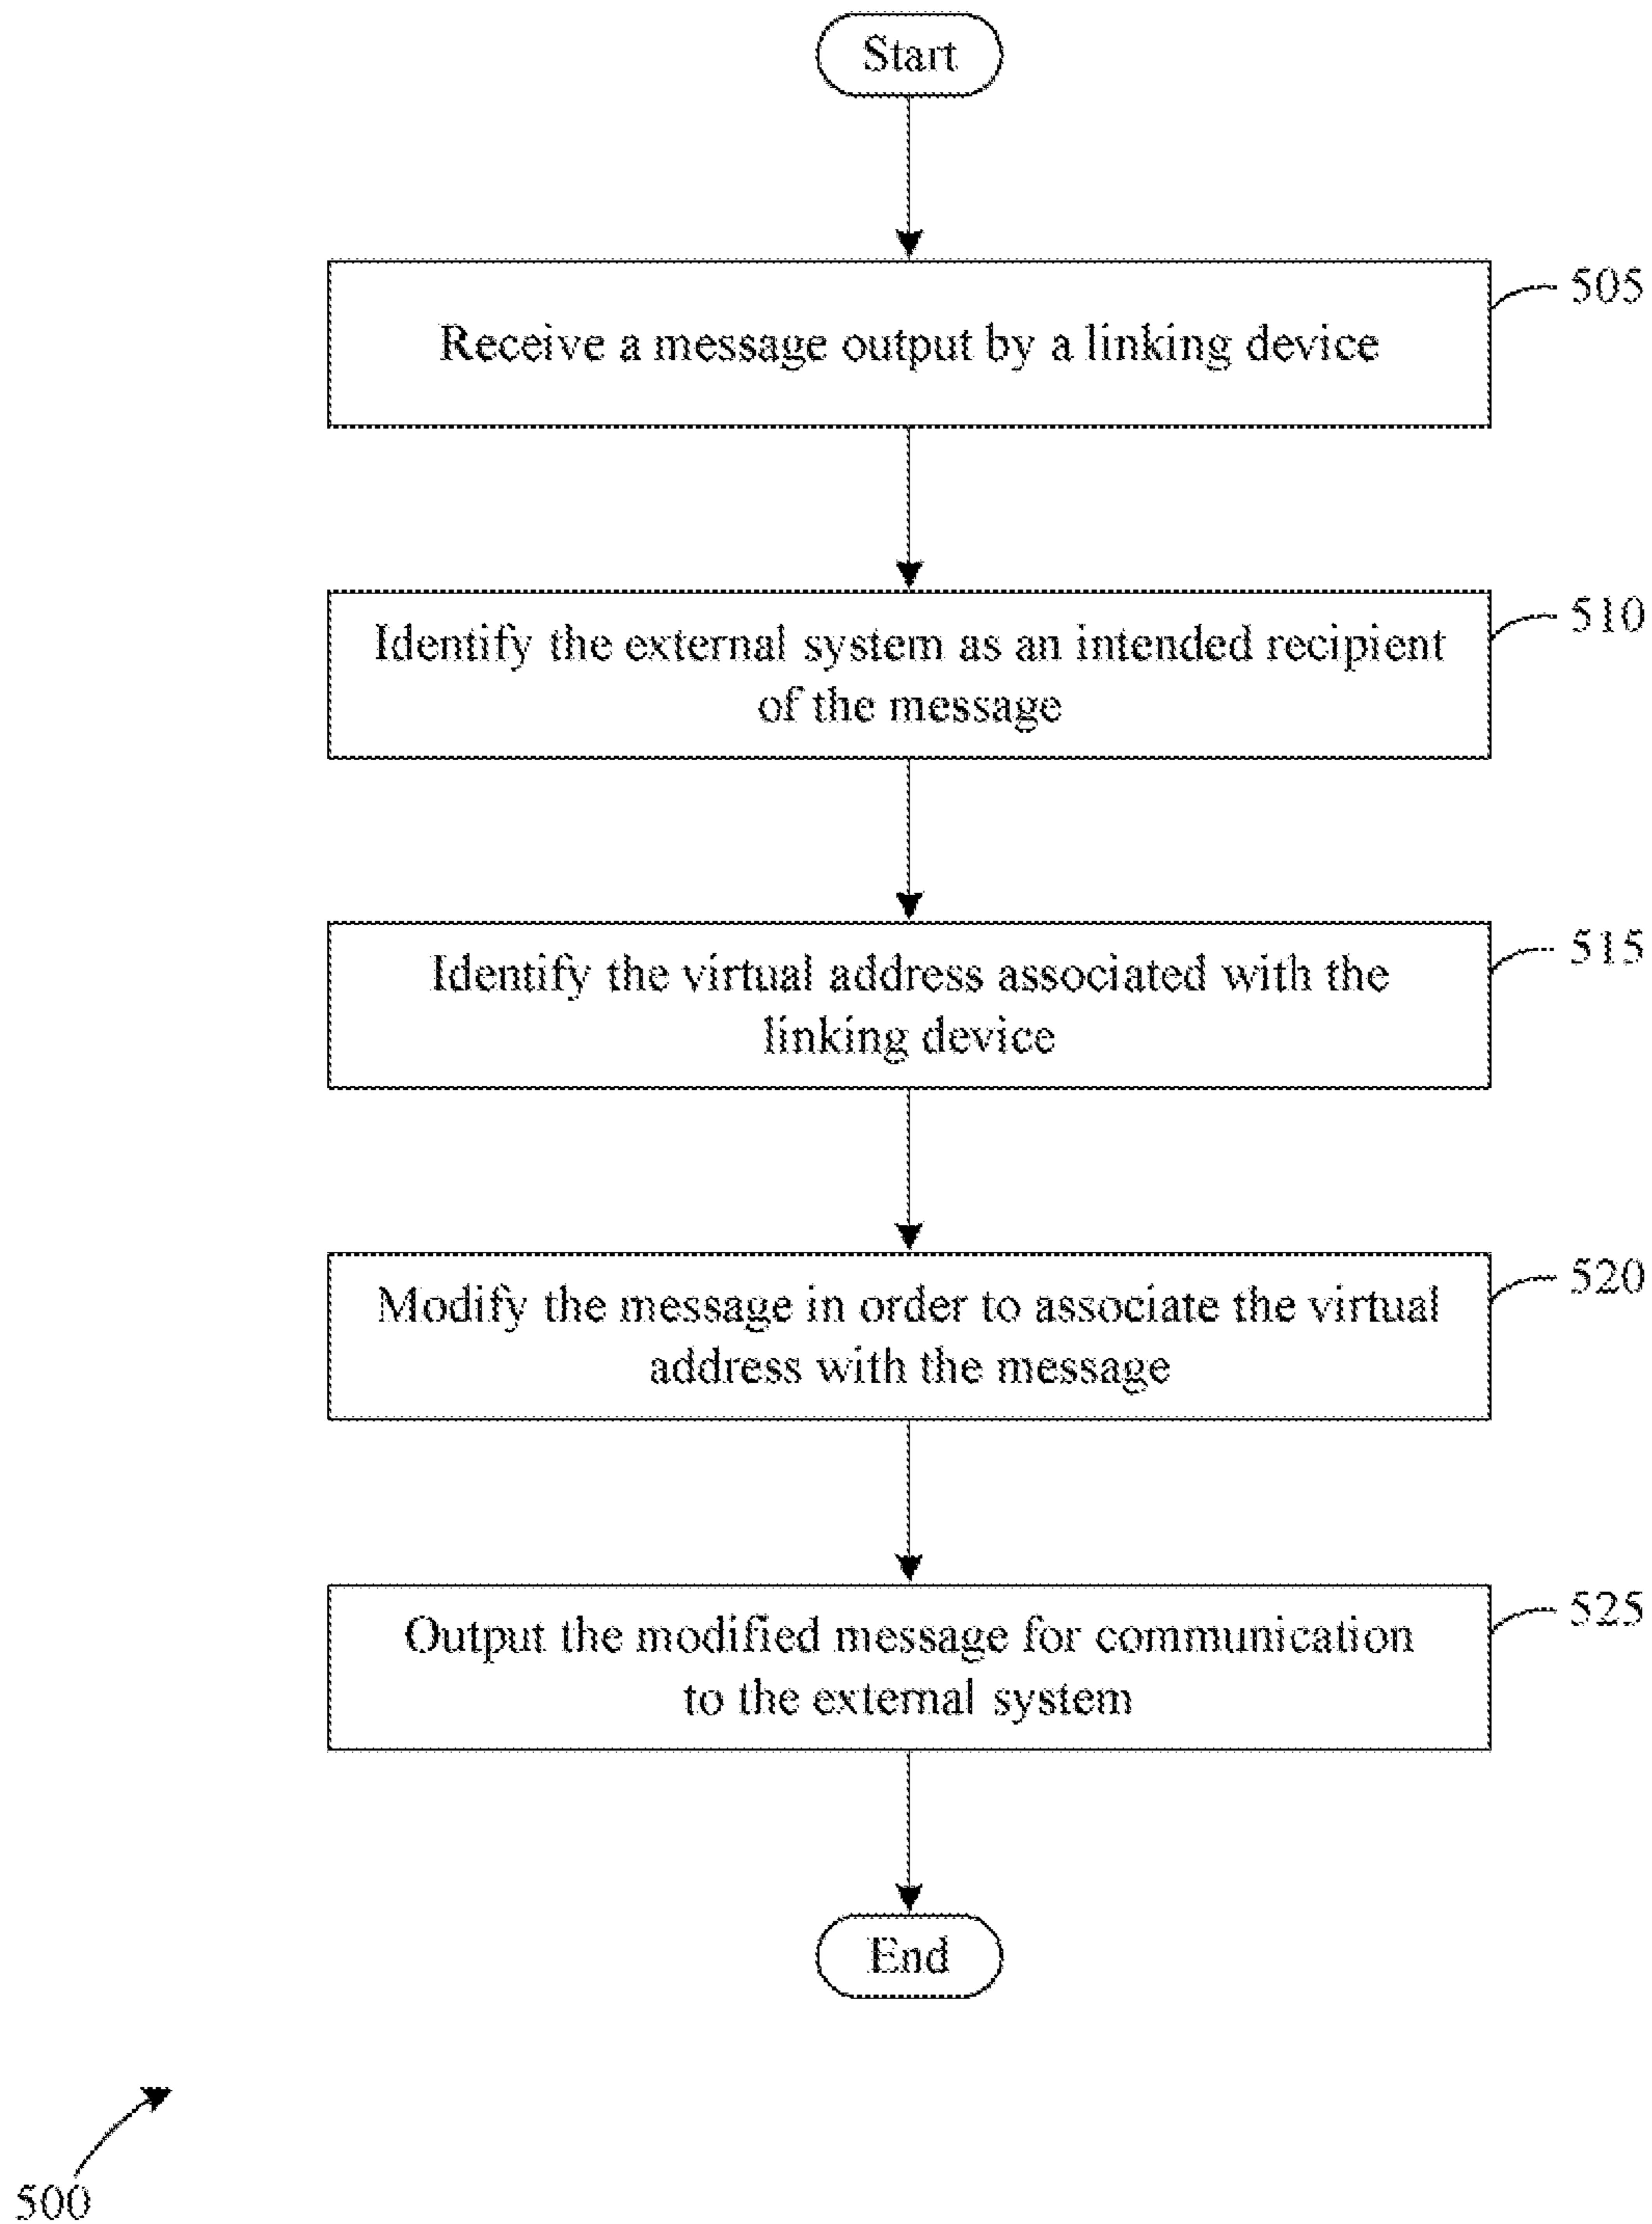 Start
505
Receive a message output by a linking device
510
Identify the external system as an intended recipient
of the message
515
Identify the virtual address associated with the
linking device
520
Modify the message in order to associate the virtual
address with the message
525
Output the modified message for communication
to the external system
End
500